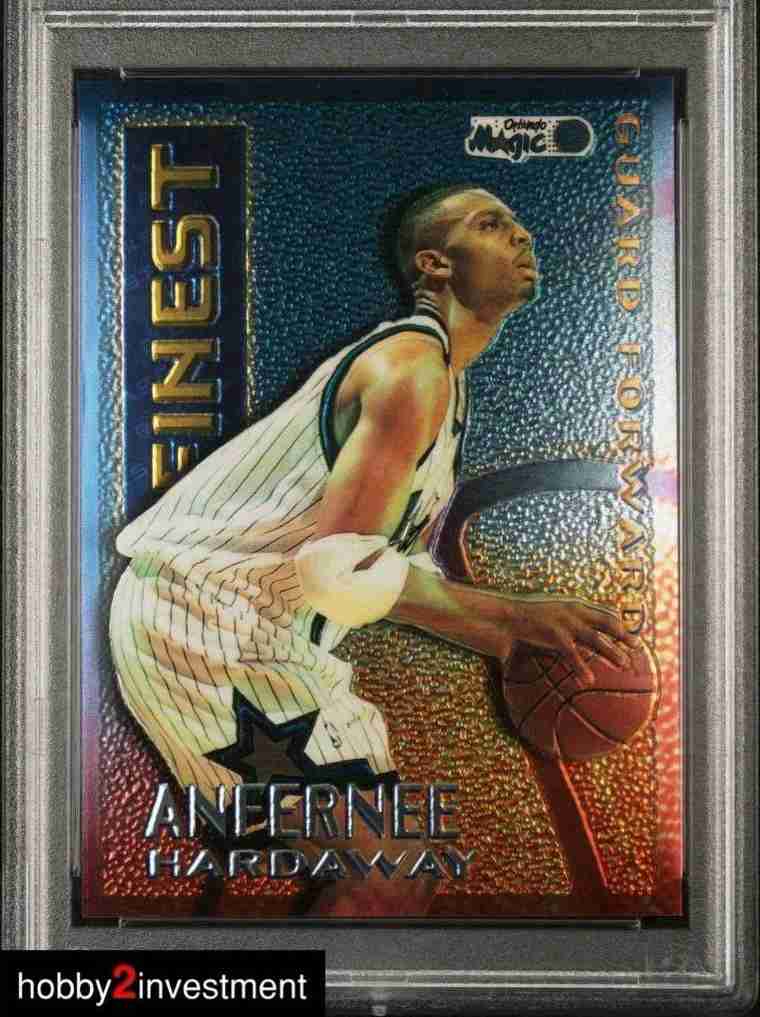 Orlando
MAGIC
GUARD FORWARD
FINEST
ANFERNEE
HARDAWAY
hobby2investment